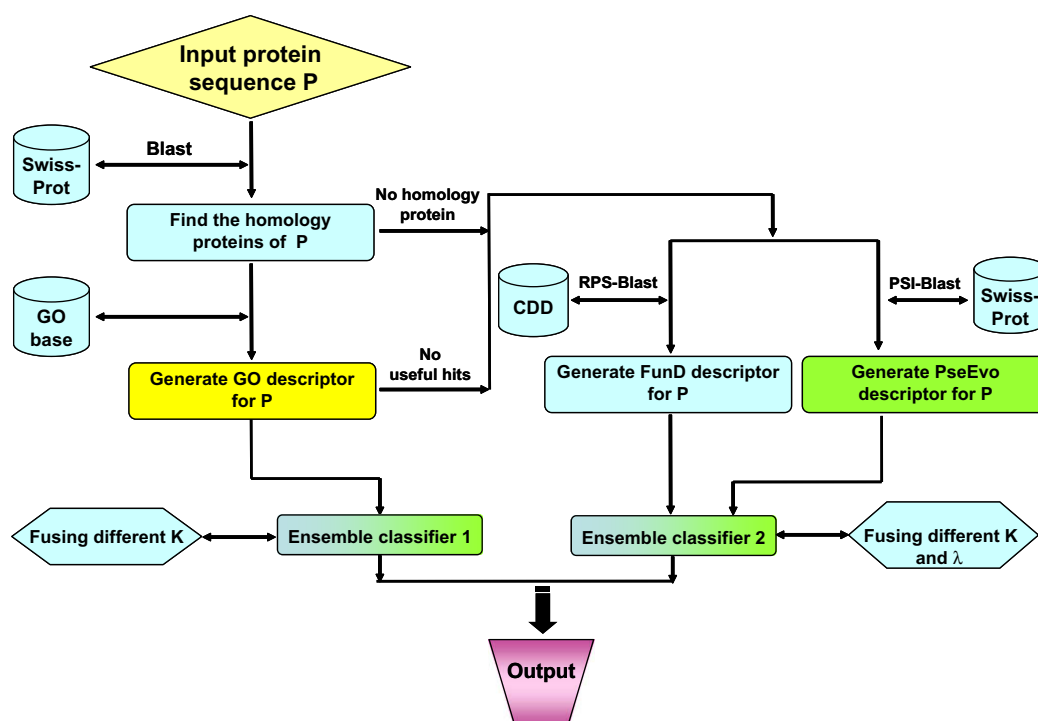 Input protein
sequence P
Blast
Swiss-
Prot
No homology
protein
Find the homology
proteins of P
GO
base
CDD
RPS-Blast
PSI-Blast
Swiss-
Prot
No
useful hits
Generate GO descriptor
for P
Generate FunD descriptor
for P
Generate PseEvo
descriptor for P
Fusing different K
Ensemble classifier 1
Ensemble classifier 2
Fusing different K
and λ
Output